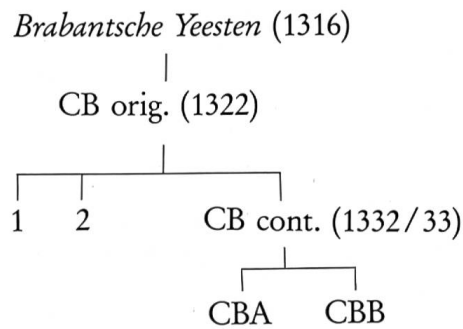 Brabantsche Yeesten (1316)
CB orig. (1322)
1 2 CB cont. (1332/33)
CBA CBB